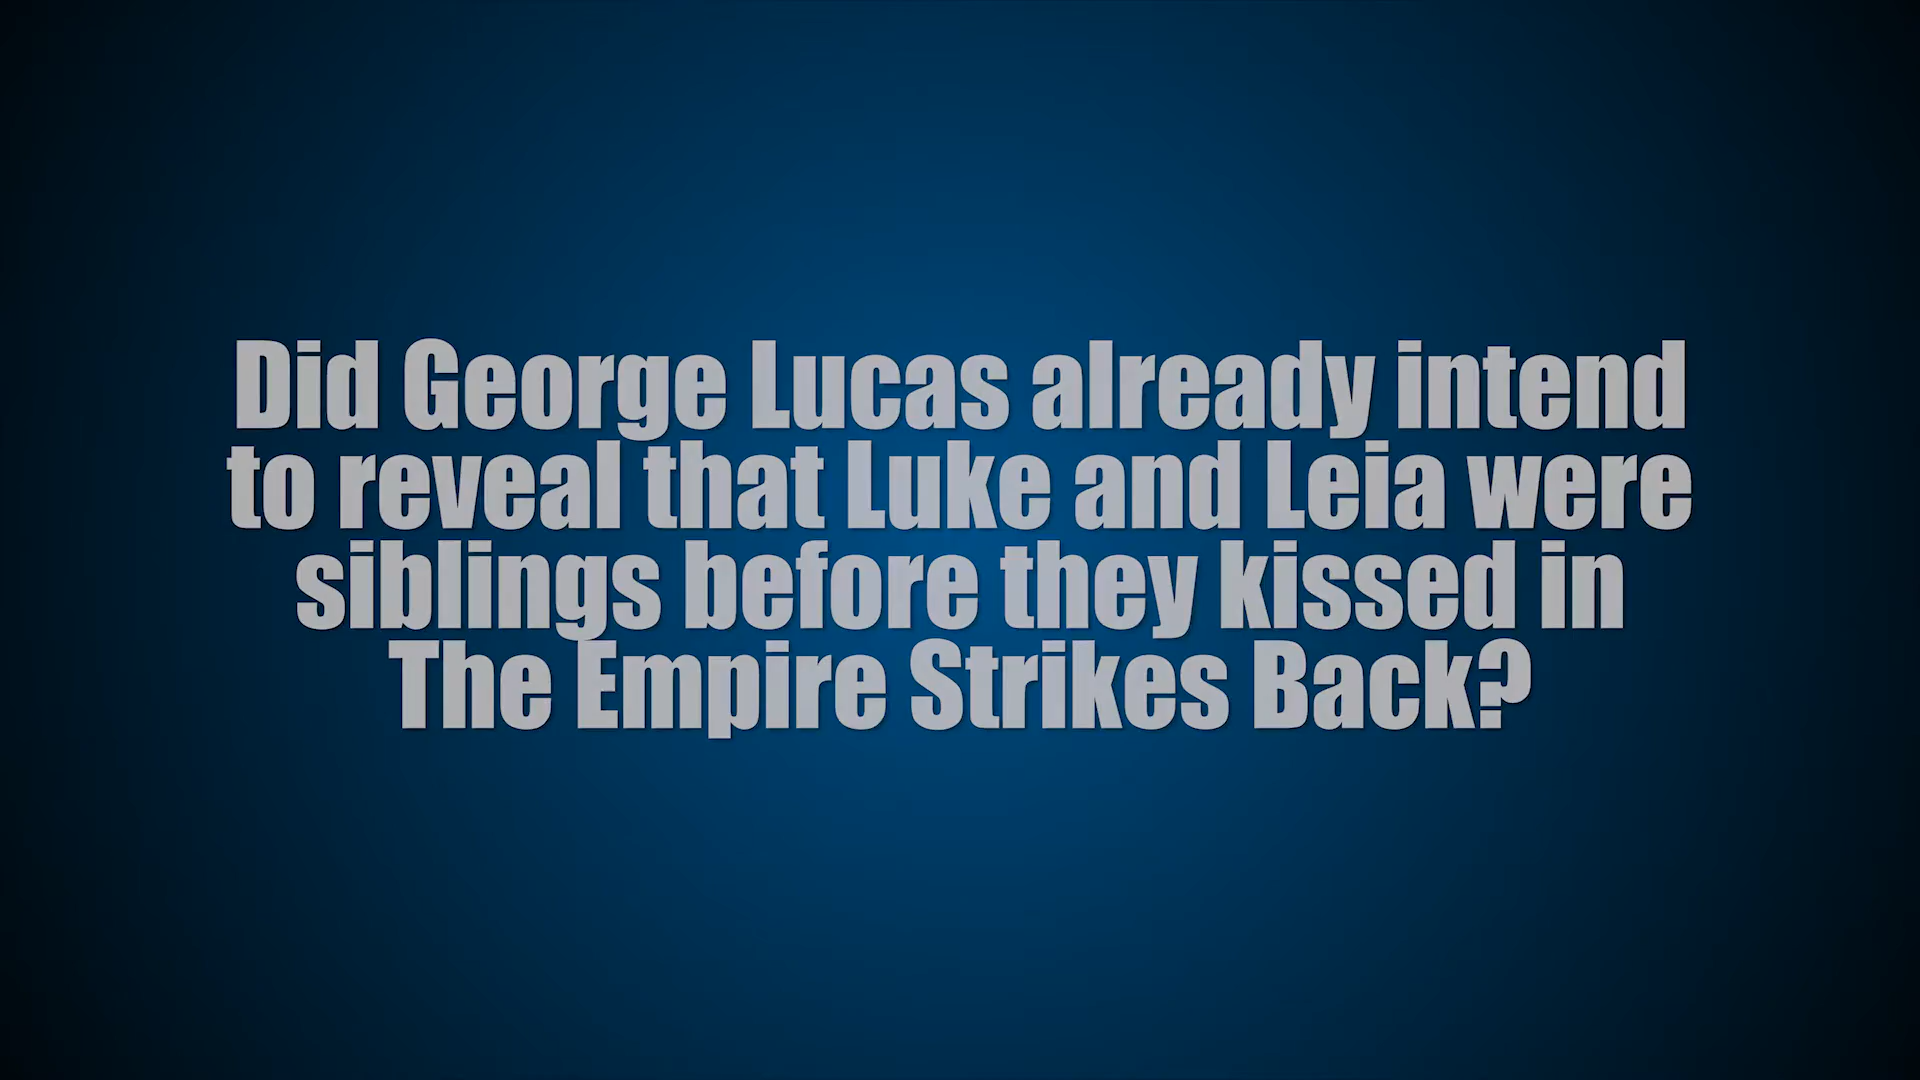 Did George Lucas already intend
to reveal that Luke and Leia were
siblings before they kissed in
The Empire Strikes Back?